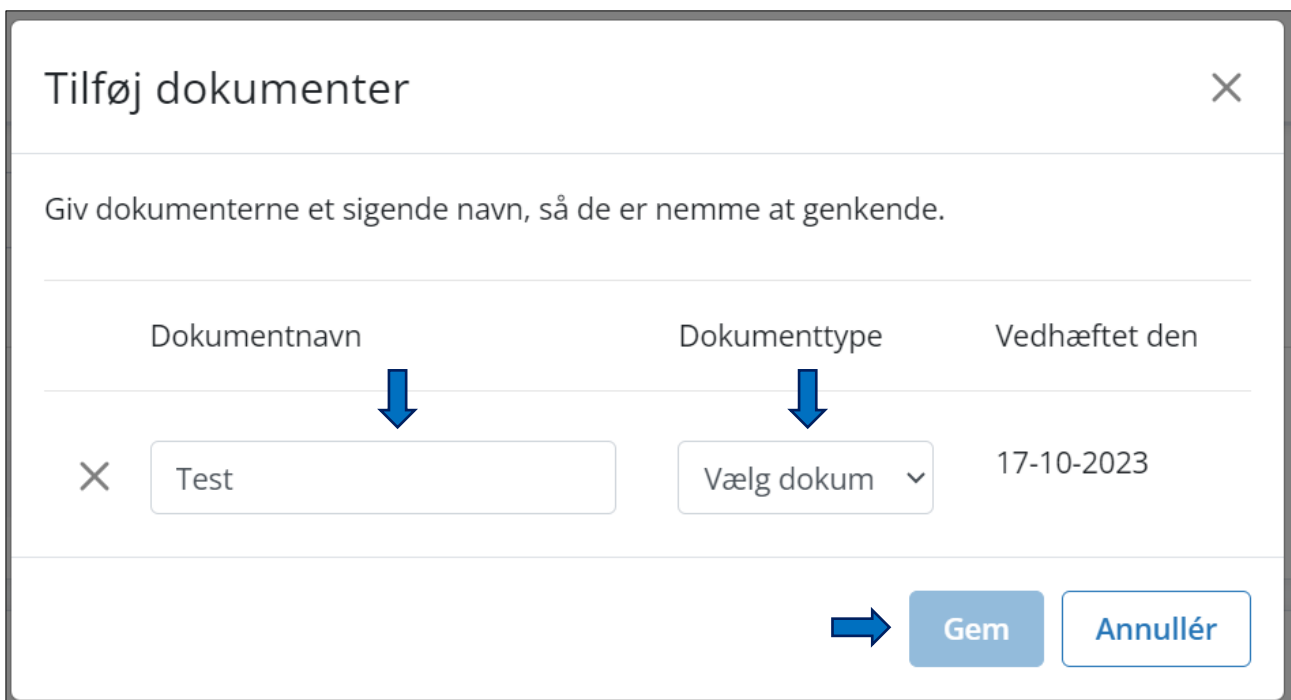 Tilføj dokumenter
Giv dokumenterne et sigende navn, så de er nemme at genkende.
Dokumentnavn Dokumenttype Vedhæftet den
Test Vælg dokum 17-10-2023
Gem Annullér